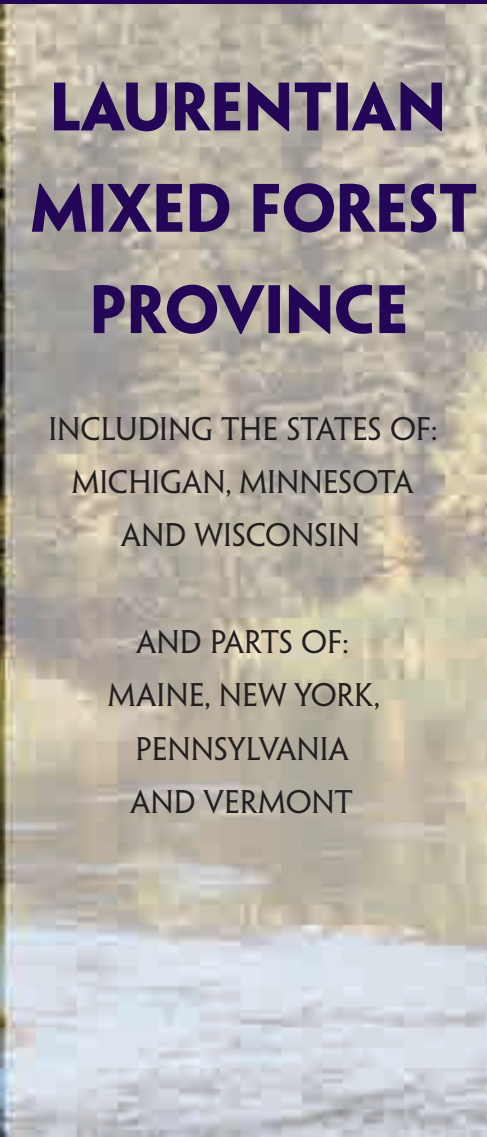 LAURENTIAN
MIXED FOREST
PROVINCE
INCLUDING THE STATES OF:
MICHIGAN, MINNESOTA
AND WISCONSIN
AND PARTS OF:
MAINE, NEW YORK,
PENNSYLVANIA
AND VERMONT